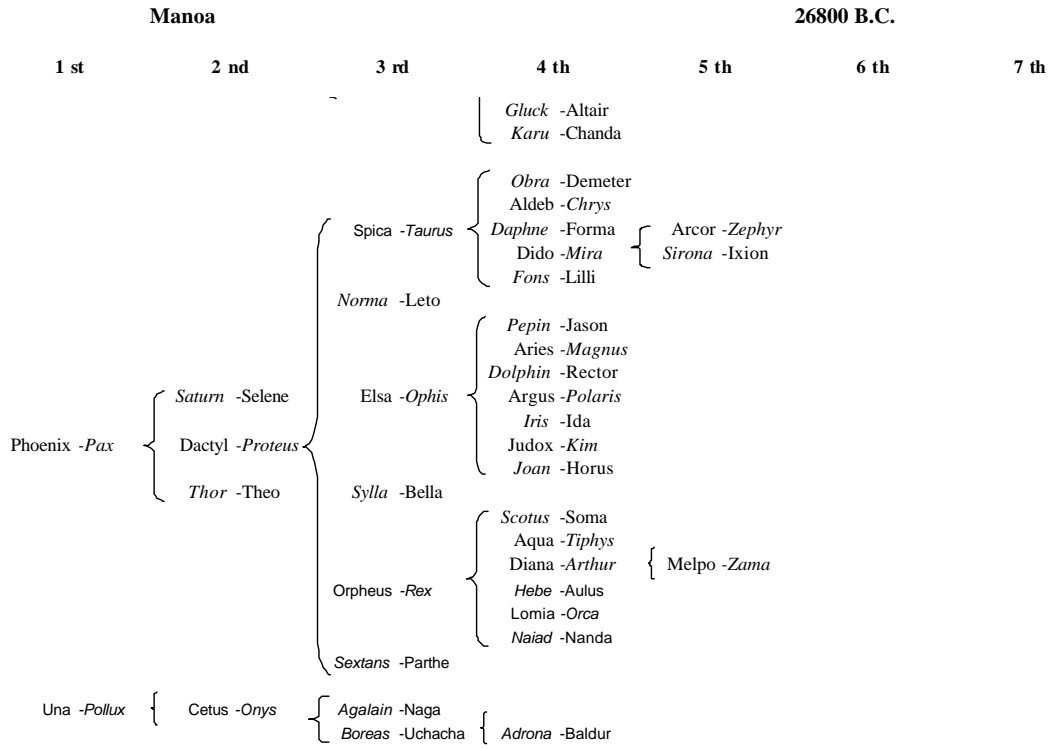 Manoa 26800 B.C.
1 st 2 nd 3 rd 4 th 5 th 6 th 7 th
Gluck -Altair
Karu -Chanda
Obra -Demeter
Aldeb -Chrys
Spica -Taurus Daphne -Forma Arcor -Zephyr
Dido -Mira Sirona -Ixion
Fons -Lilli
Norma -Leto
Pepin -Jason
Aries -Magnus
Dolphin -Rector
Saturn -Selene Elsa -Ophis Argus -Polaris
Iris -Ida
Phoenix -Pax Dactyl -Proteus Judox -Kim
Joan -Horus
Thor -Theo Sylla -Bella
Scotus -Soma
Aqua -Tiphys
Diana -Arthur Melpo -Zama
Orpheus -Rex Hebe -Aulus
Lomia -Orca
Naiad -Nanda
Sextans -Parthe
Una -Pollux Cetus -Onys Agalain -Naga
Boreas -Uchacha Adrona -Baldur